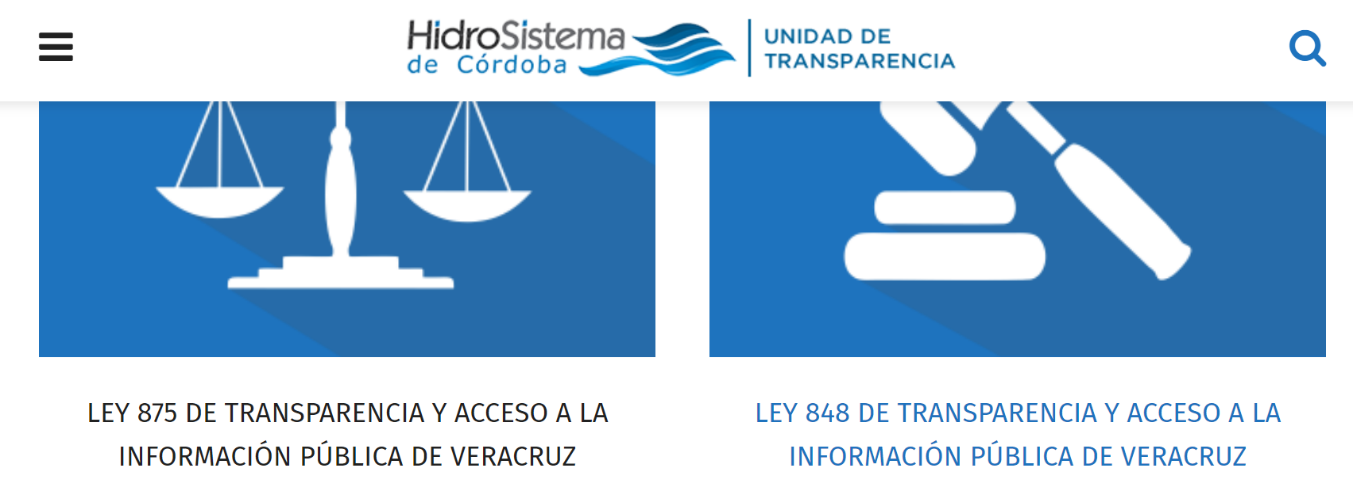 HidroSistema
de Córdoba
UNIDAD DE
TRANSPARENCIA
LEY 875 DE TRANSPARENCIA Y ACCESO A LA
INFORMACIÓN PÚBLICA DE VERACRUZ
LEY 848 DE TRANSPARENCIA Y ACCESO A LA
INFORMACIÓN PÚBLICA DE VERACRUZ